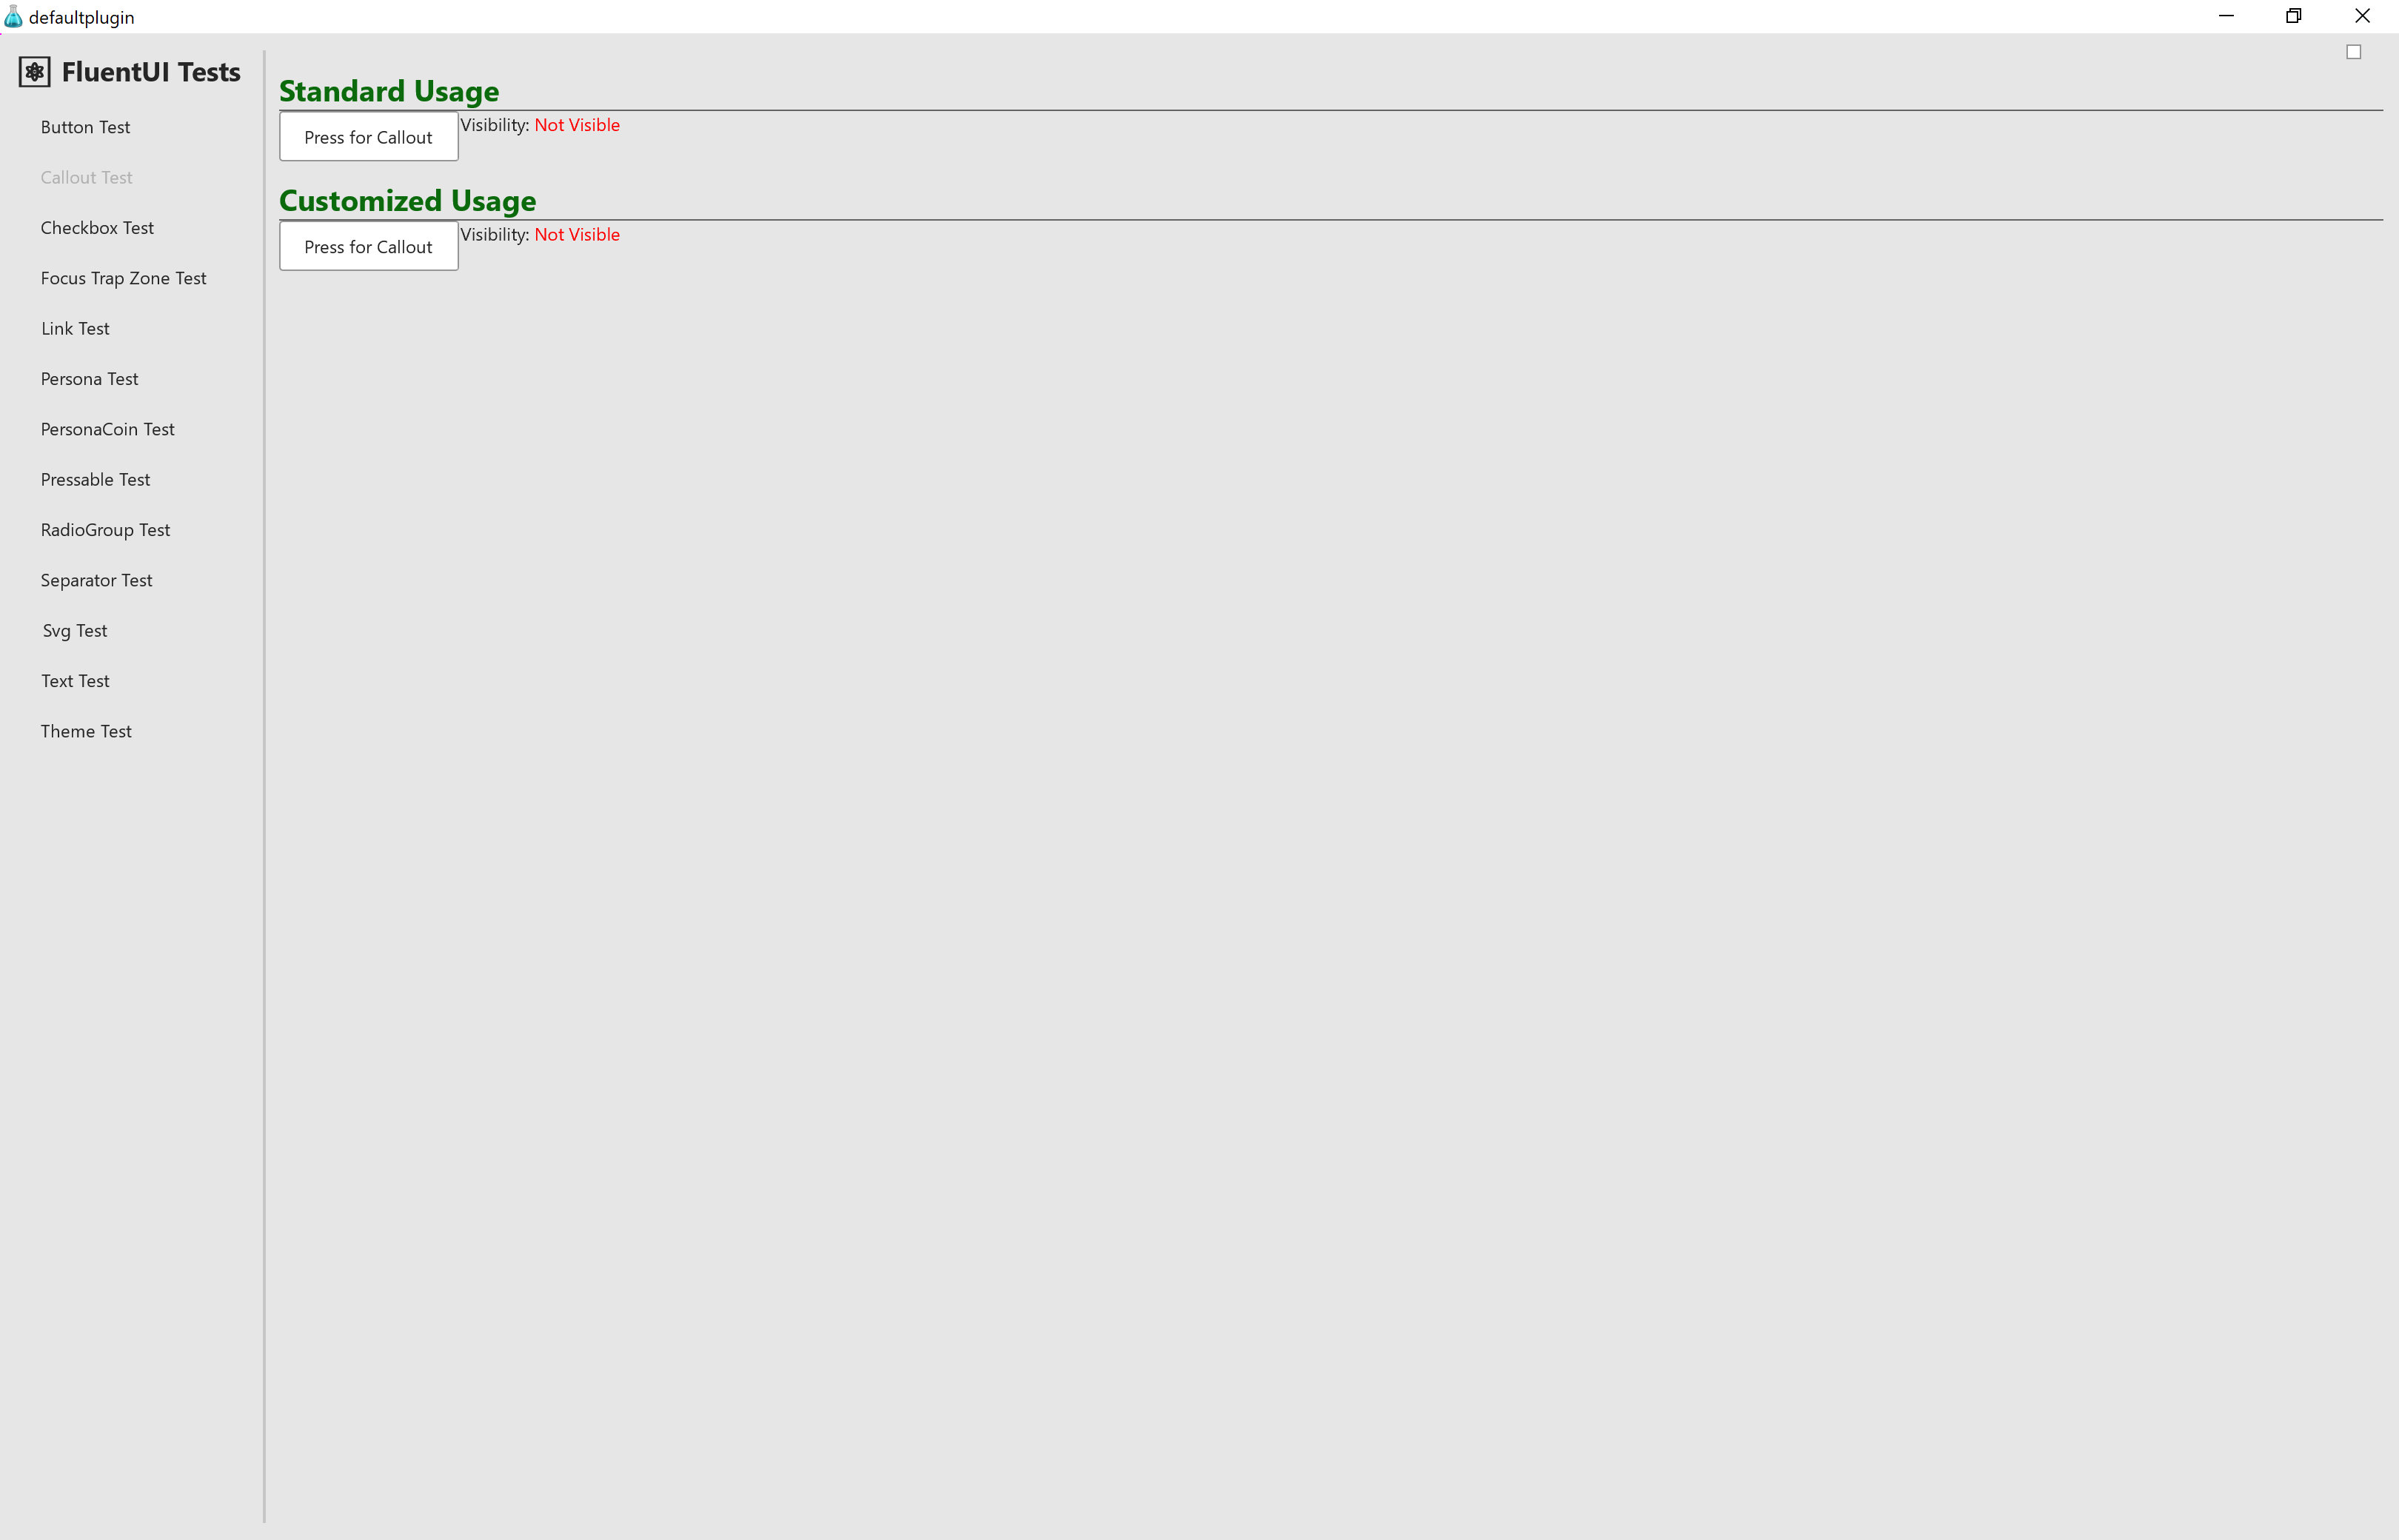 defaultplugin
FluentUI Tests
Button Test
Callout Test
Checkbox Test
Focus Trap Zone Test
Link Test
Persona Test
PersonaCoin Test
Pressable Test
RadioGroup Test
Separator Test
Svg Test
Text Test
Theme Test
Standard Usage
Press for Callout
Visibility: Not Visible
Customized Usage
Press for Callout
Visibility: Not Visible